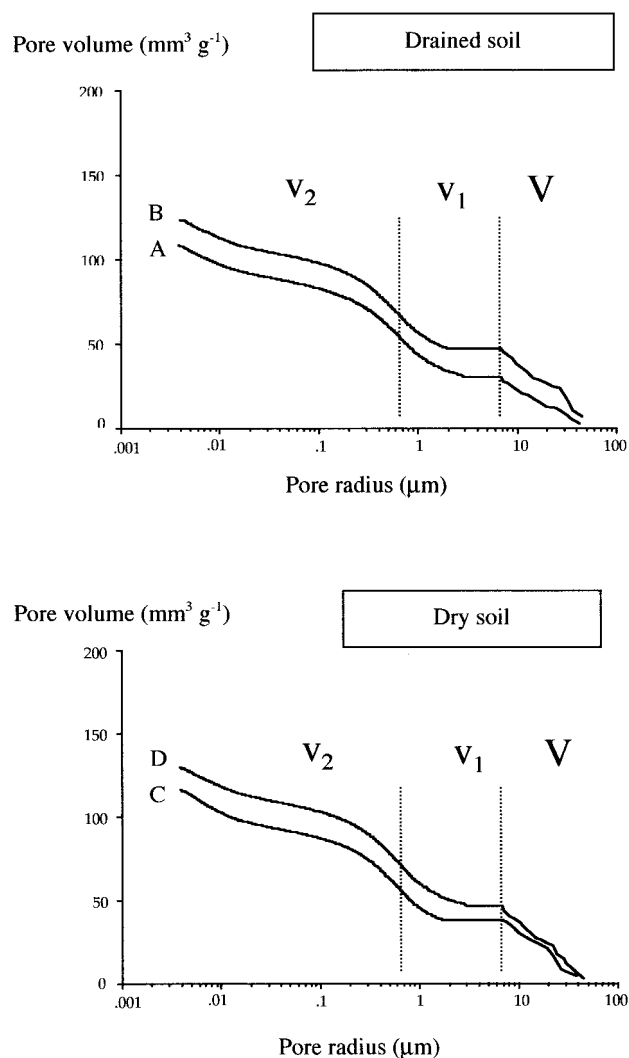 Pore volume (mm³ g⁻¹)
Drained soil
200
150
100
50
0
V₂ V₁ V
B
A
.001 .01 .1 1 10 100
Pore radius (μm)
Pore volume (mm³ g⁻¹)
Dry soil
200
150
100
50
0
V₂ V₁ V
D
C
.001 .01 .1 1 10 100
Pore radius (μm)